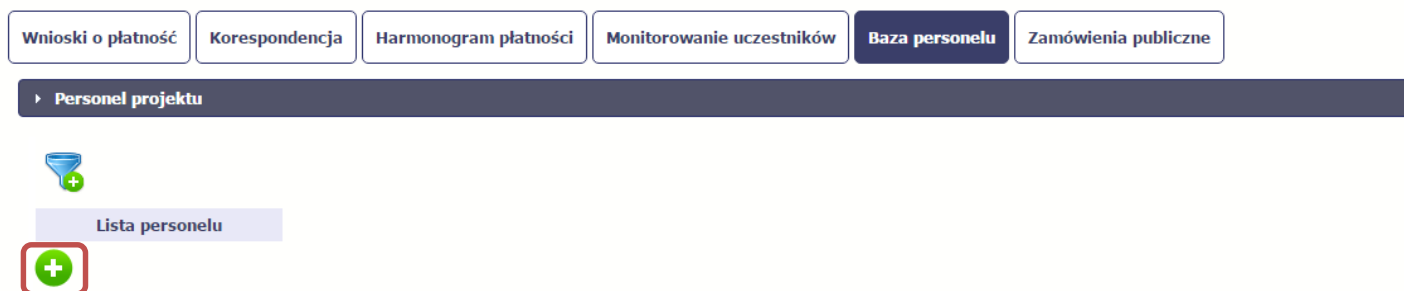 Wnioski o płatność Korespondencja Harmonogram płatności Monitorowanie uczestników Baza personelu Zamówienia publiczne
Personel projektu
Lista personelu